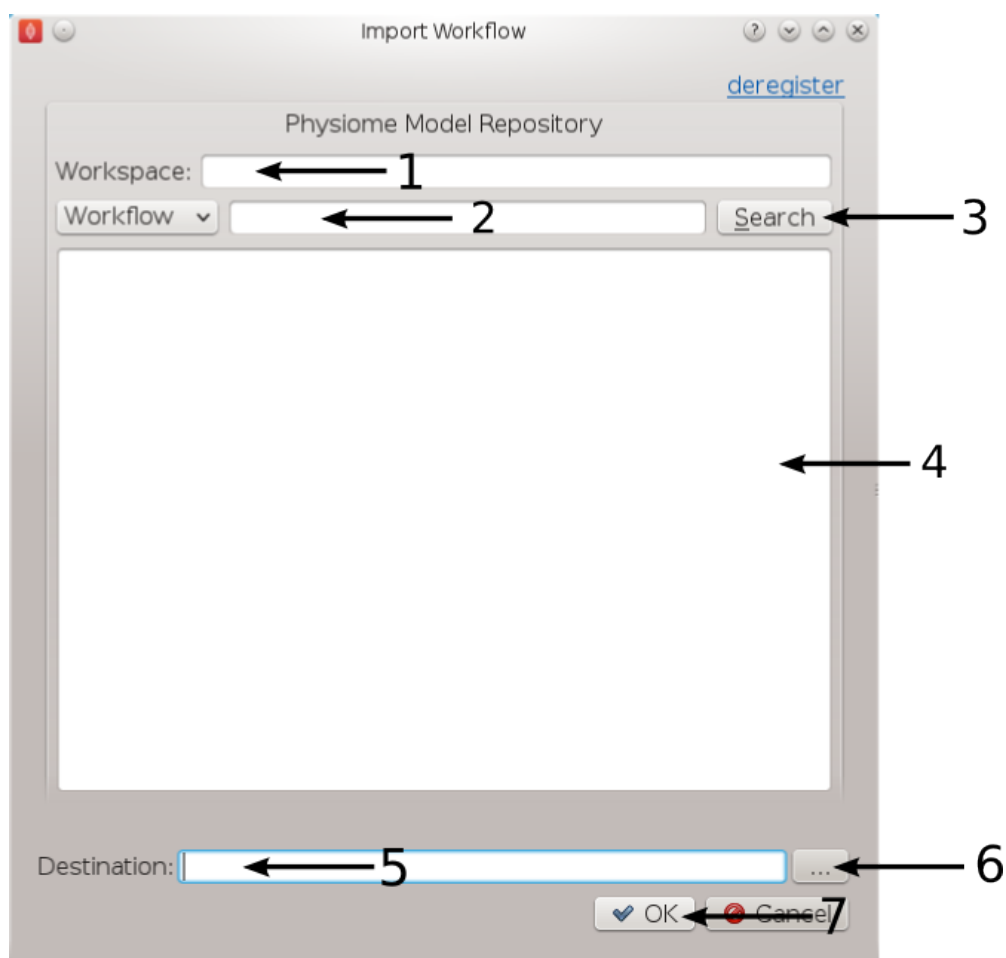 Import Workflow
deregister
Physiome Model Repository
Workspace: 1
Workflow 2 Search 3
4
Destination: 5 ... 6
OK 7 Cancel